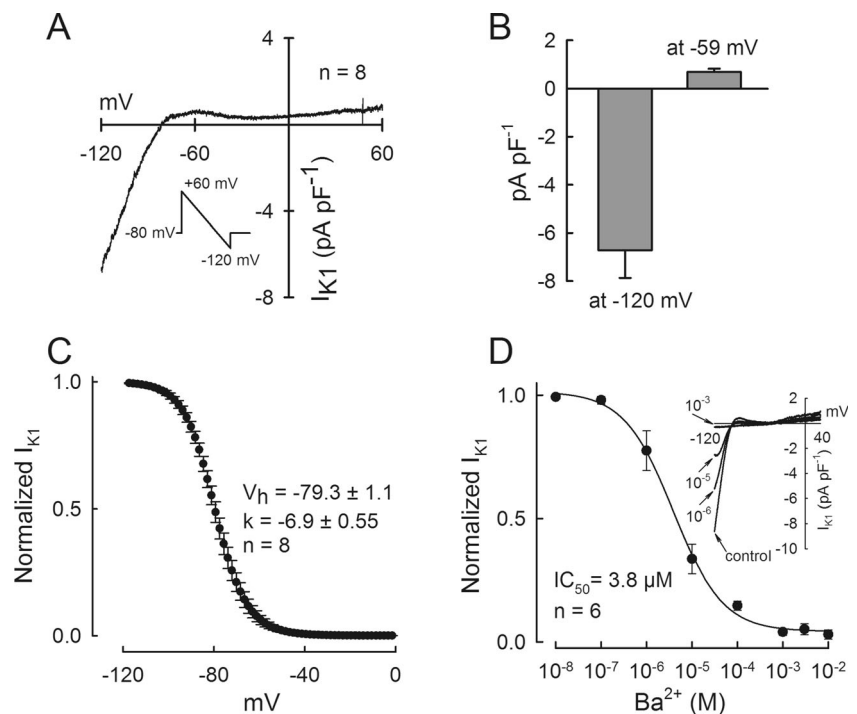 A
4
n = 8
mV
-120
-60
60
+60 mV
-80 mV
-120 mV
-4
-8
I_K1 (pA pF⁻¹)
B
2
0
-2
-4
-6
-8
pA pF⁻¹
at -59 mV
at -120 mV
C
1.0
0.5
0.0
Normalized I_K1
V_h = -79.3 ± 1.1
k = -6.9 ± 0.55
n = 8
-120
-80
-40
0
mV
D
1.0
0.5
0.0
Normalized I_K1
IC₅₀= 3.8 µM
n = 6
10⁻⁸
10⁻⁷
10⁻⁶
10⁻⁵
10⁻⁴
10⁻³
10⁻²
Ba²⁺ (M)
10⁻³
-120
10⁻⁵
10⁻⁶
control
2
mV
40
-2
-4
-6
-8
-10
I_K1 (pA pF⁻¹)